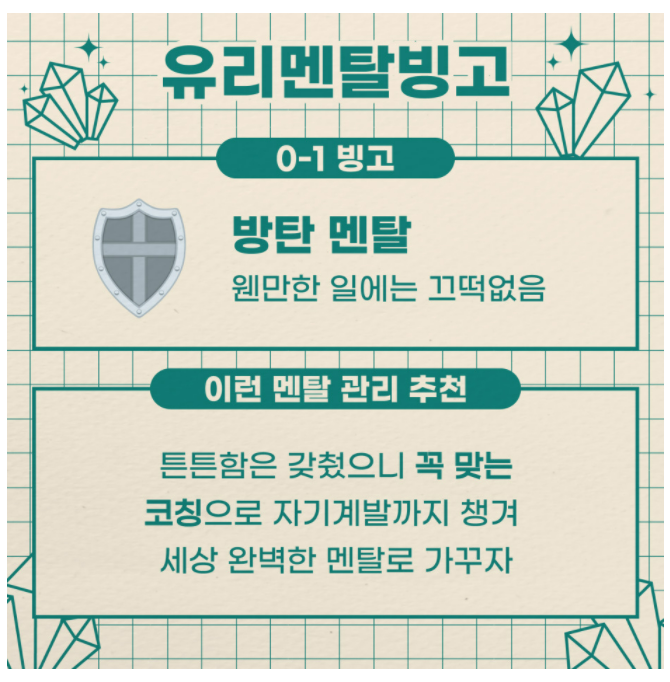 유리멘탈빙고
0-1 빙고
방탄 멘탈
웬만한 일에는 끄떡없음
이런 멘탈 관리 추천
튼튼함은 갖췄으니 꼭 맞는
코칭으로 자기계발까지 챙겨
세상 완벽한 멘탈로 가꾸자